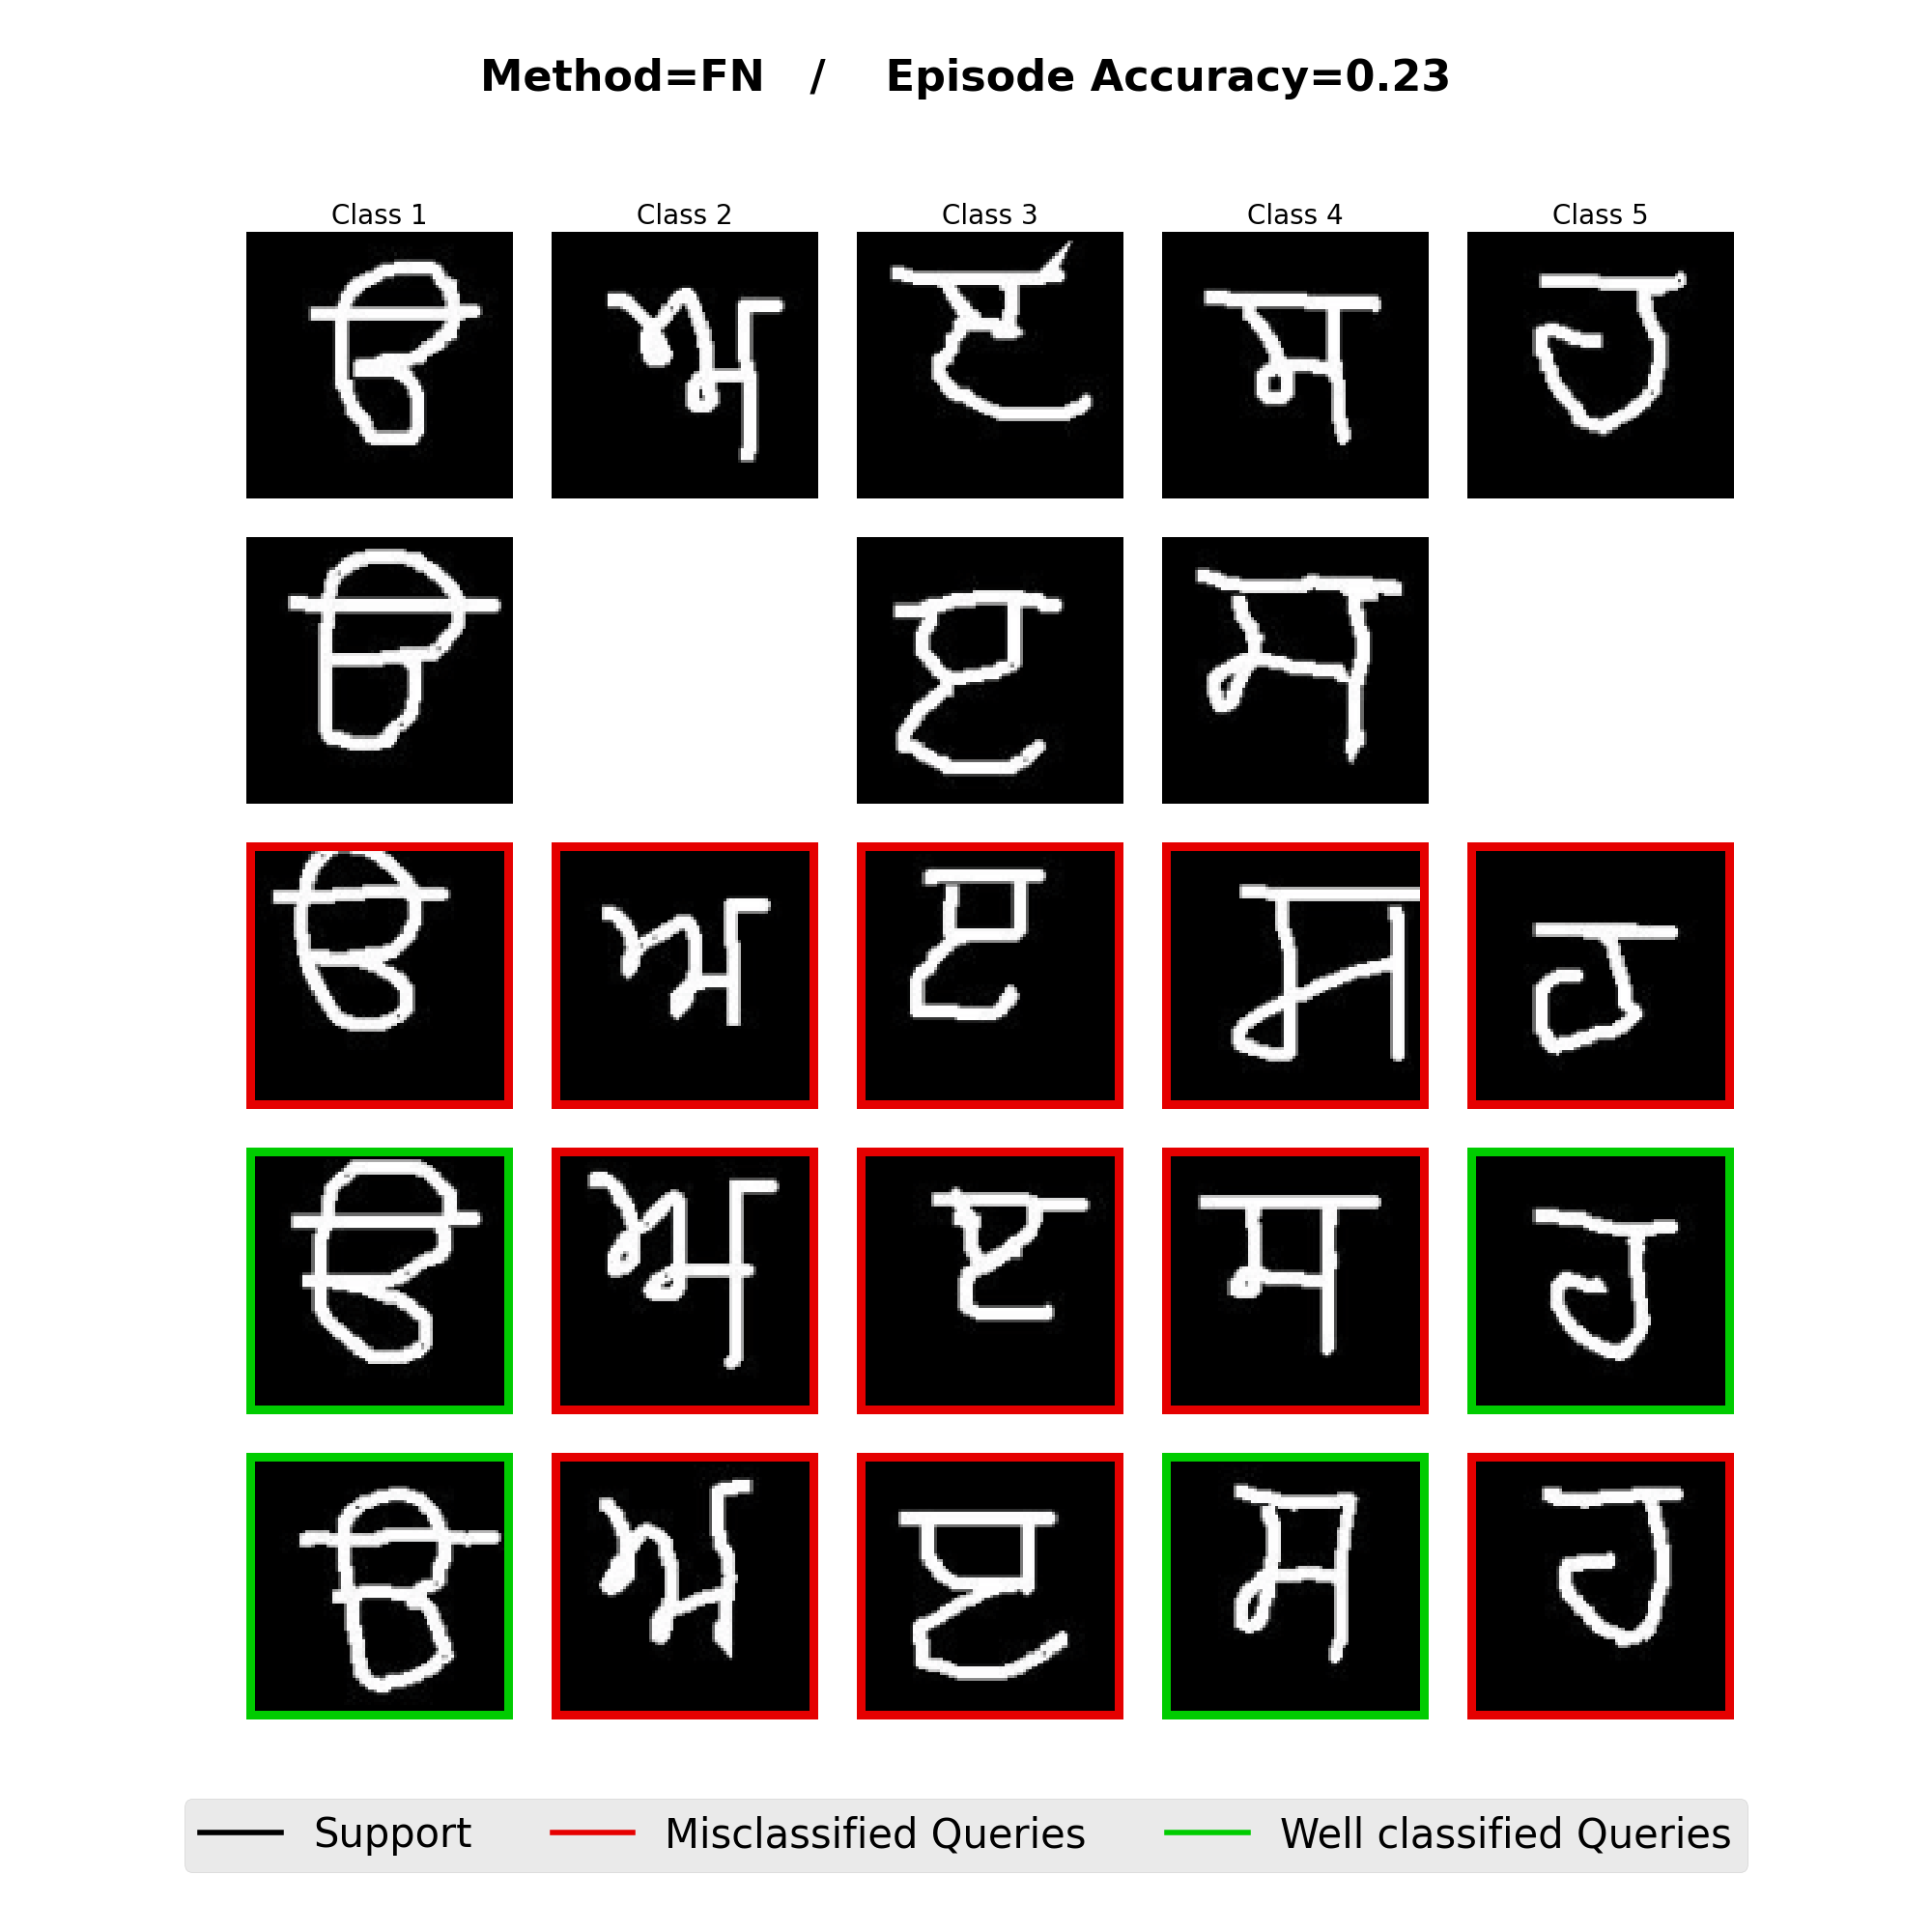 Method=FN / Episode Accuracy=0.23
Class 1 Class 2 Class 3 Class 4 Class 5
ੳ ਅ ੲ ਸ ਹ
ੳ ੲ ਸ
ੳ ਅ ੲ ਸ ਹ
ੳ ਅ ੲ ਸ ਹ
ੳ ਅ ੲ ਸ ਹ
Support Misclassified Queries Well classified Queries